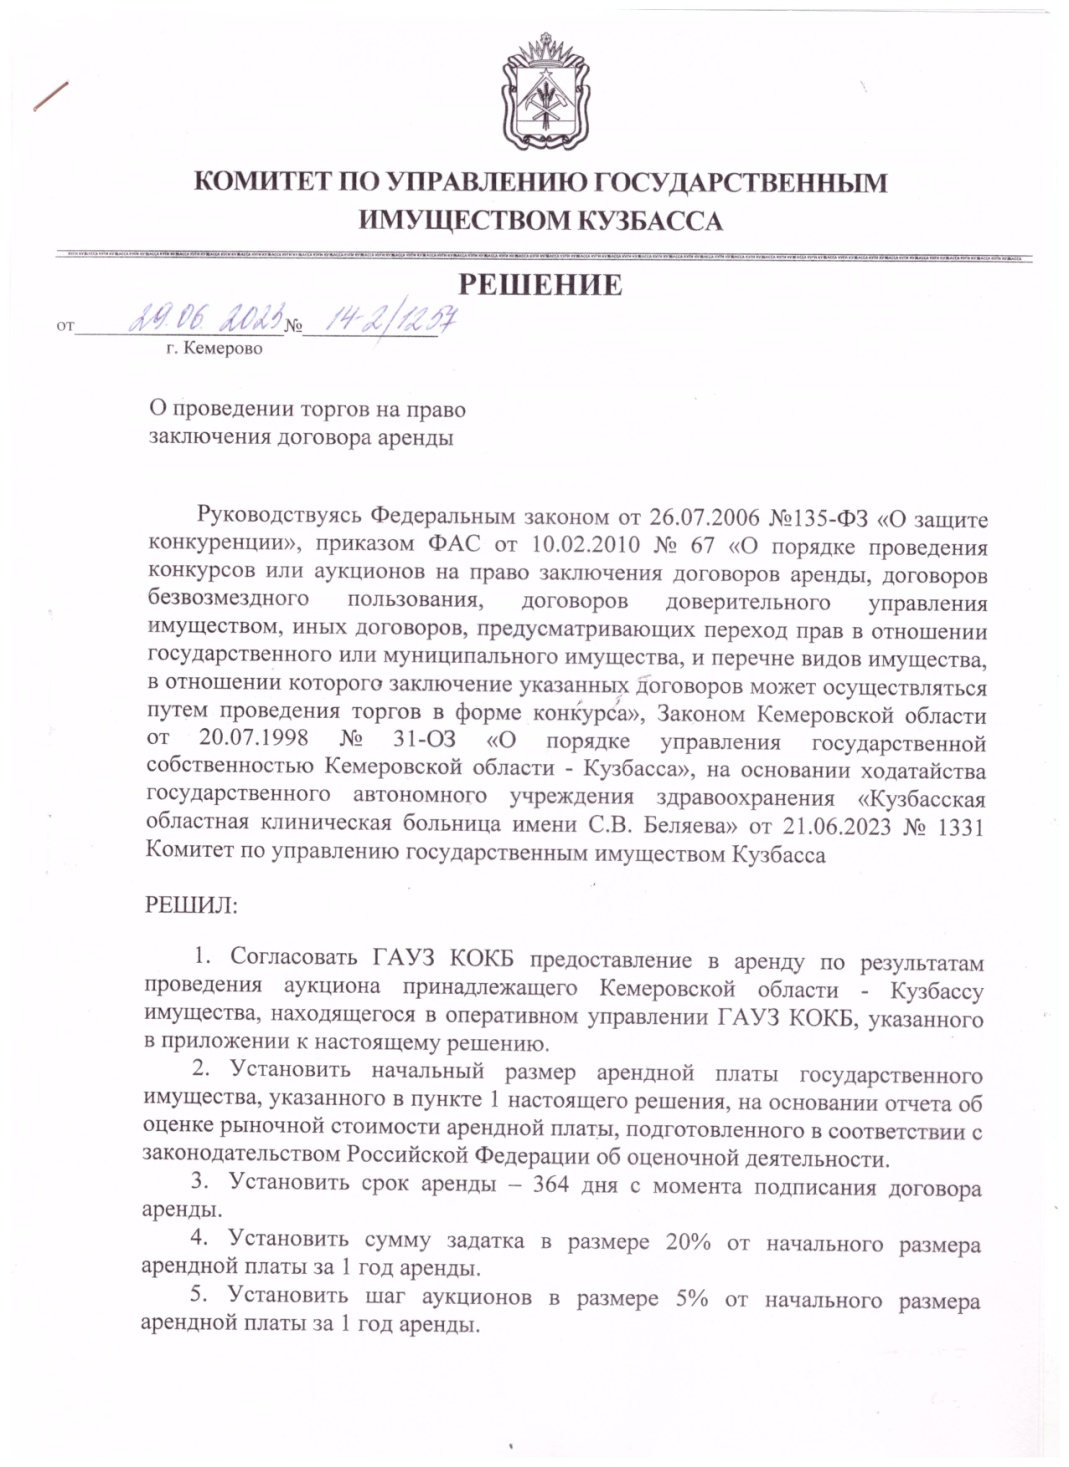 КОМИТЕТ ПО УПРАВЛЕНИЮ ГОСУДАРСТВЕННЫМ
ИМУЩЕСТВОМ КУЗБАССА
РЕШЕНИЕ
от 29.06. 2023 № 14-2/1257
г. Кемерово
О проведении торгов на право
заключения договора аренды
Руководствуясь Федеральным законом от 26.07.2006 №135-ФЗ «О защите
конкуренции», приказом ФАС от 10.02.2010 № 67 «О порядке проведения
конкурсов или аукционов на право заключения договоров аренды, договоров
безвозмездного пользования, договоров доверительного управления
имуществом, иных договоров, предусматривающих переход прав в отношении
государственного или муниципального имущества, и перечне видов имущества,
в отношении которого заключение указанных договоров может осуществляться
путем проведения торгов в форме конкурса», Законом Кемеровской области
от 20.07.1998 № 31-ОЗ «О порядке управления государственной
собственностью Кемеровской области - Кузбасса», на основании ходатайства
государственного автономного учреждения здравоохранения «Кузбасская
областная клиническая больница имени С.В. Беляева» от 21.06.2023 № 1331
Комитет по управлению государственным имуществом Кузбасса
РЕШИЛ:
1. Согласовать ГАУЗ КОКБ предоставление в аренду по результатам
проведения аукциона принадлежащего Кемеровской области - Кузбассу
имущества, находящегося в оперативном управлении ГАУЗ КОКБ, указанного
в приложении к настоящему решению.
2. Установить начальный размер арендной платы государственного
имущества, указанного в пункте 1 настоящего решения, на основании отчета об
оценке рыночной стоимости арендной платы, подготовленного в соответствии с
законодательством Российской Федерации об оценочной деятельности.
3. Установить срок аренды – 364 дня с момента подписания договора
аренды.
4. Установить сумму задатка в размере 20% от начального размера
арендной платы за 1 год аренды.
5. Установить шаг аукционов в размере 5% от начального размера
арендной платы за 1 год аренды.